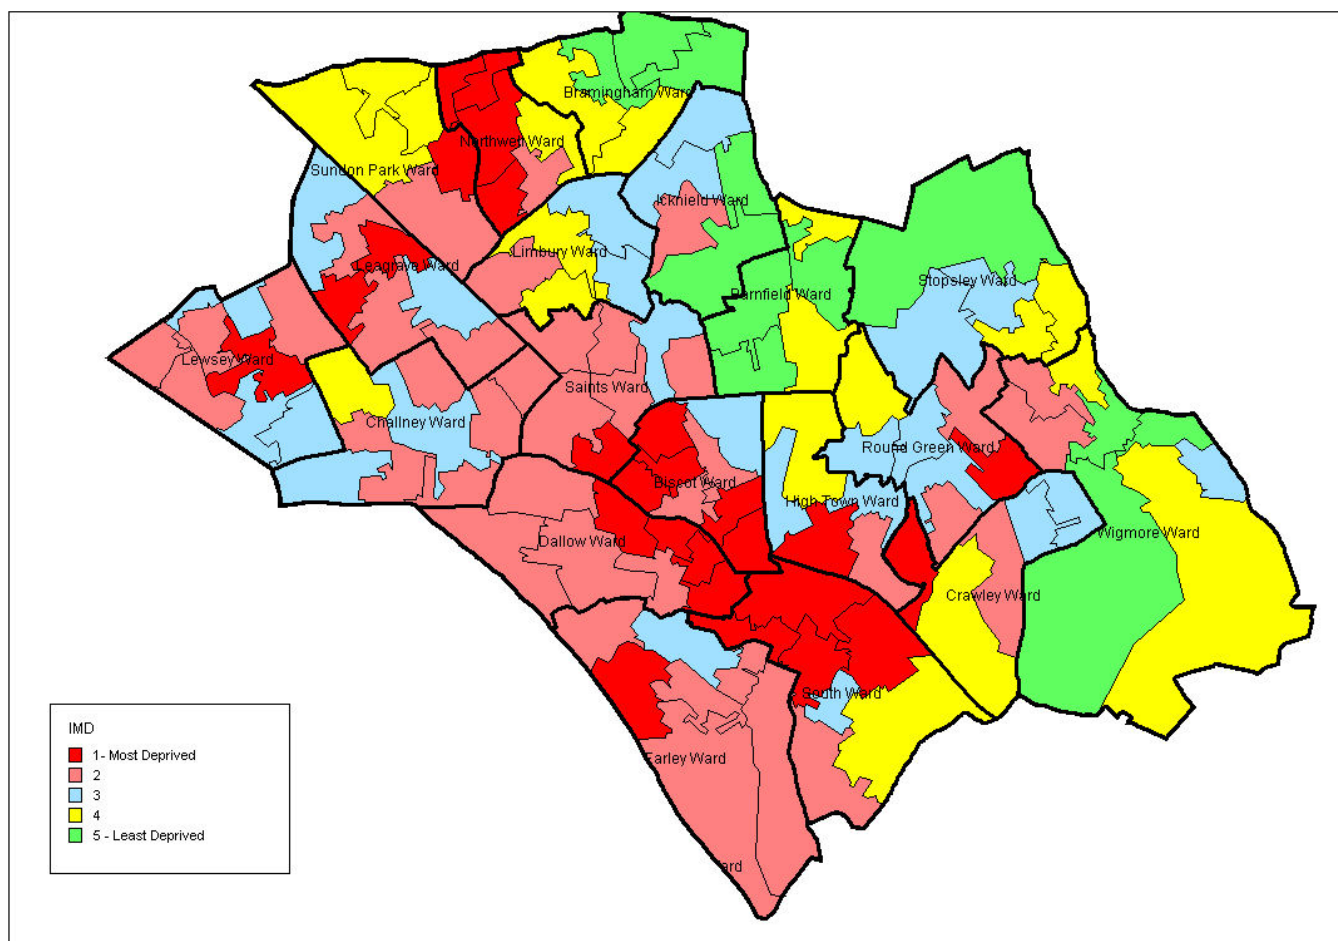 Bramingham Ward
Northwell Ward
Sundon Park Ward
Icknield Ward
Limbury Ward
Leagrave Ward
Stopsley Ward
Barnfield Ward
Lewsey Ward
Saints Ward
Challney Ward
Round Green Ward
Biscot Ward
High Town Ward
Wigmore Ward
Dallow Ward
Crawley Ward
South Ward
Farley Ward
IMD
1- Most Deprived
2
3
4
5 - Least Deprived